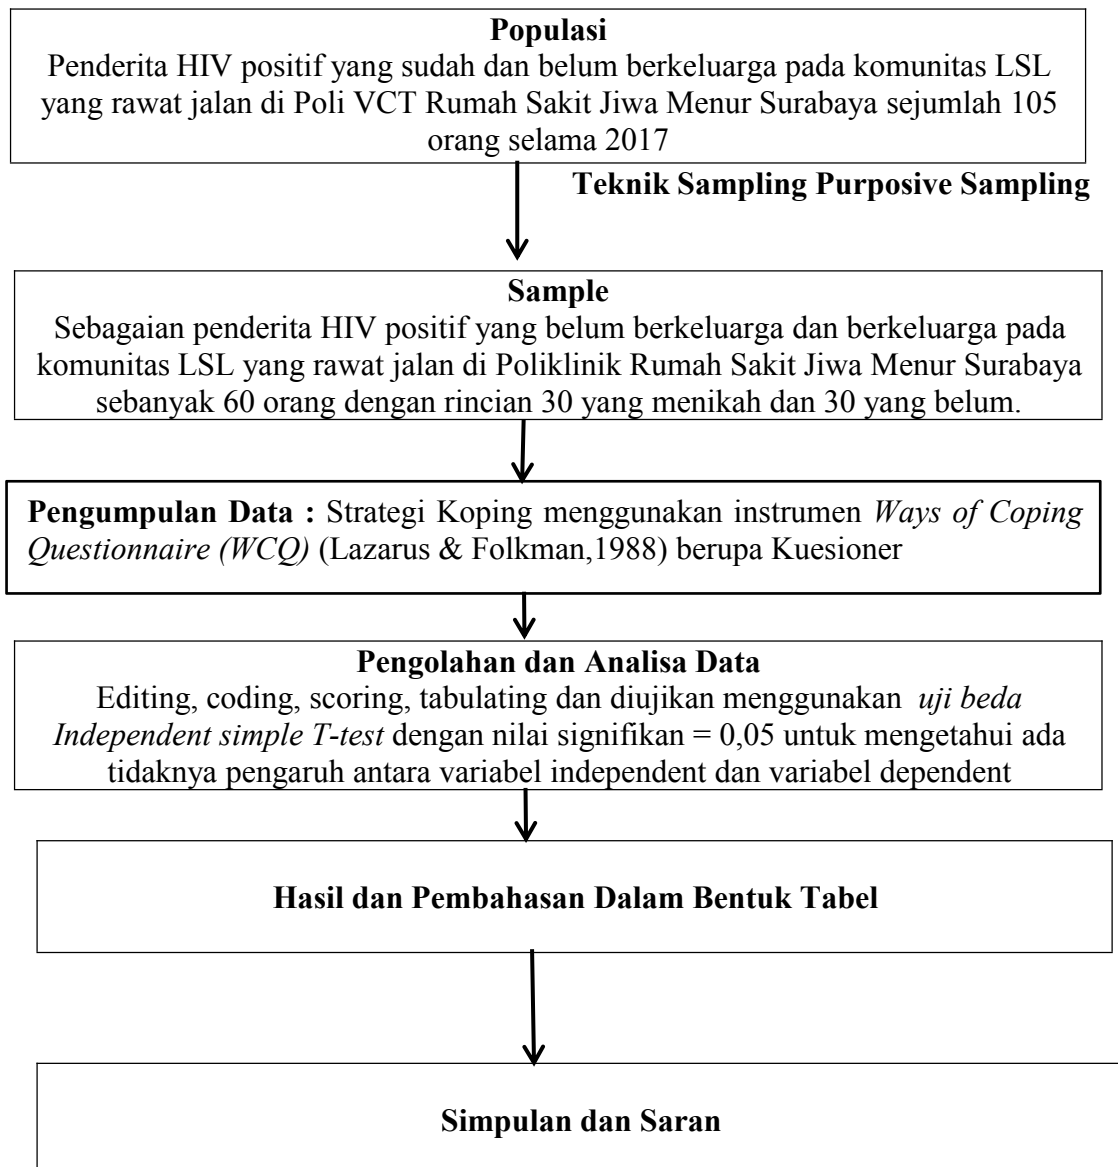 Populasi
Penderita HIV positif yang sudah dan belum berkeluarga pada komunitas LSL
yang rawat jalan di Poli VCT Rumah Sakit Jiwa Menur Surabaya sejumlah 105
orang selama 2017
Teknik Sampling Purposive Sampling
Sample
Sebagaian penderita HIV positif yang belum berkeluarga dan berkeluarga pada
komunitas LSL yang rawat jalan di Poliklinik Rumah Sakit Jiwa Menur Surabaya
sebanyak 60 orang dengan rincian 30 yang menikah dan 30 yang belum.
Pengumpulan Data : Strategi Koping menggunakan instrumen Ways of Coping
Questionnaire (WCQ) (Lazarus & Folkman,1988) berupa Kuesioner
Pengolahan dan Analisa Data
Editing, coding, scoring, tabulating dan diujikan menggunakan uji beda
Independent simple T-test dengan nilai signifikan = 0,05 untuk mengetahui ada
tidaknya pengaruh antara variabel independent dan variabel dependent
Hasil dan Pembahasan Dalam Bentuk Tabel
Simpulan dan Saran